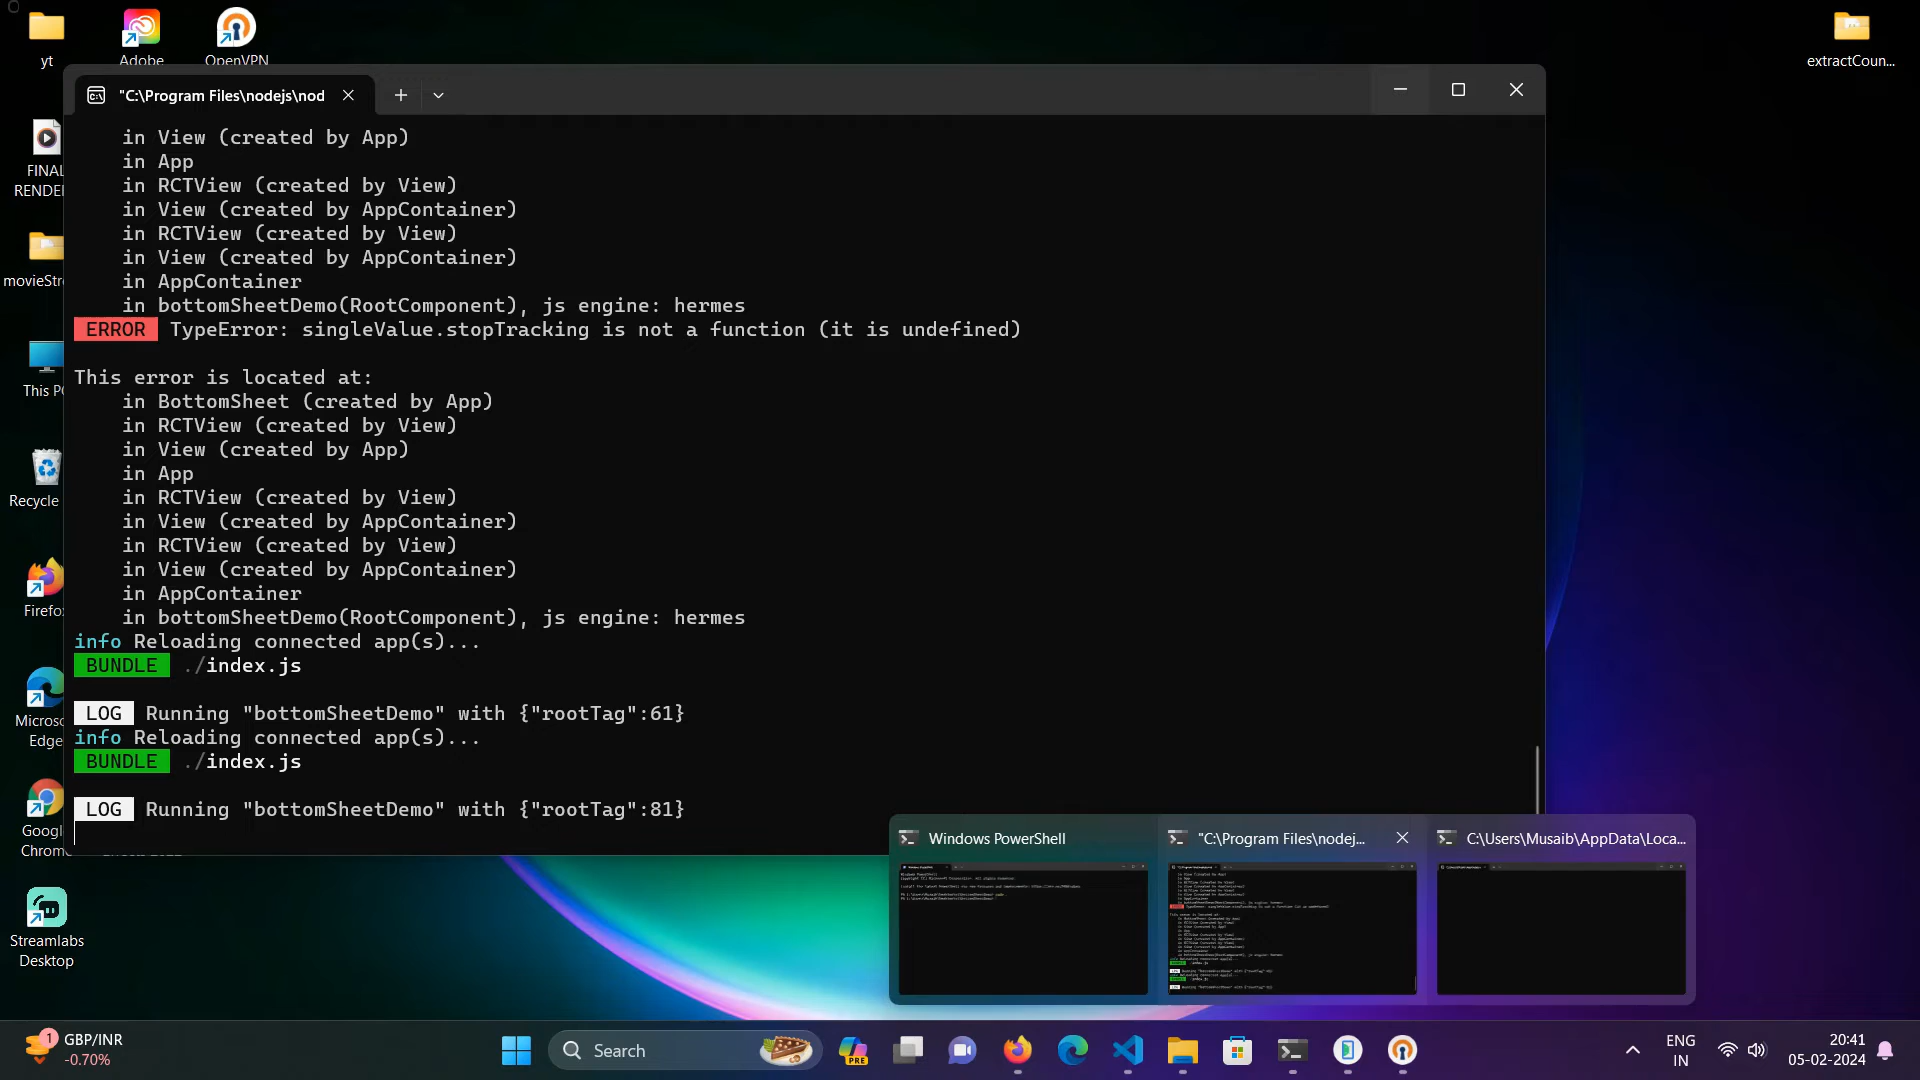 yt
Adobe
OpenVPN
extractCoun...
FINAL
RENDE
movieStr
This P
Recycle
Firefo
Micros
Edge
Googl
Chrom
Streamlabs
Desktop
"C:\Program Files\nodejs\nod
in View (created by App)
in App
in RCTView (created by View)
in View (created by AppContainer)
in RCTView (created by View)
in View (created by AppContainer)
in AppContainer
in bottomSheetDemo(RootComponent), js engine: hermes
ERROR TypeError: singleValue.stopTracking is not a function (it is undefined)
This error is located at:
in BottomSheet (created by App)
in RCTView (created by View)
in View (created by App)
in App
in RCTView (created by View)
in View (created by AppContainer)
in RCTView (created by View)
in View (created by AppContainer)
in AppContainer
in bottomSheetDemo(RootComponent), js engine: hermes
info Reloading connected app(s)...
BUNDLE ./index.js
LOG Running "bottomSheetDemo" with {"rootTag":61}
info Reloading connected app(s)...
BUNDLE ./index.js
LOG Running "bottomSheetDemo" with {"rootTag":81}
Windows PowerShell
"C:\Program Files\nodej...
C:\Users\Musaib\AppData\Loca...
1
GBP/INR
-0.70%
Search
PRE
ENG
IN
20:41
05-02-2024